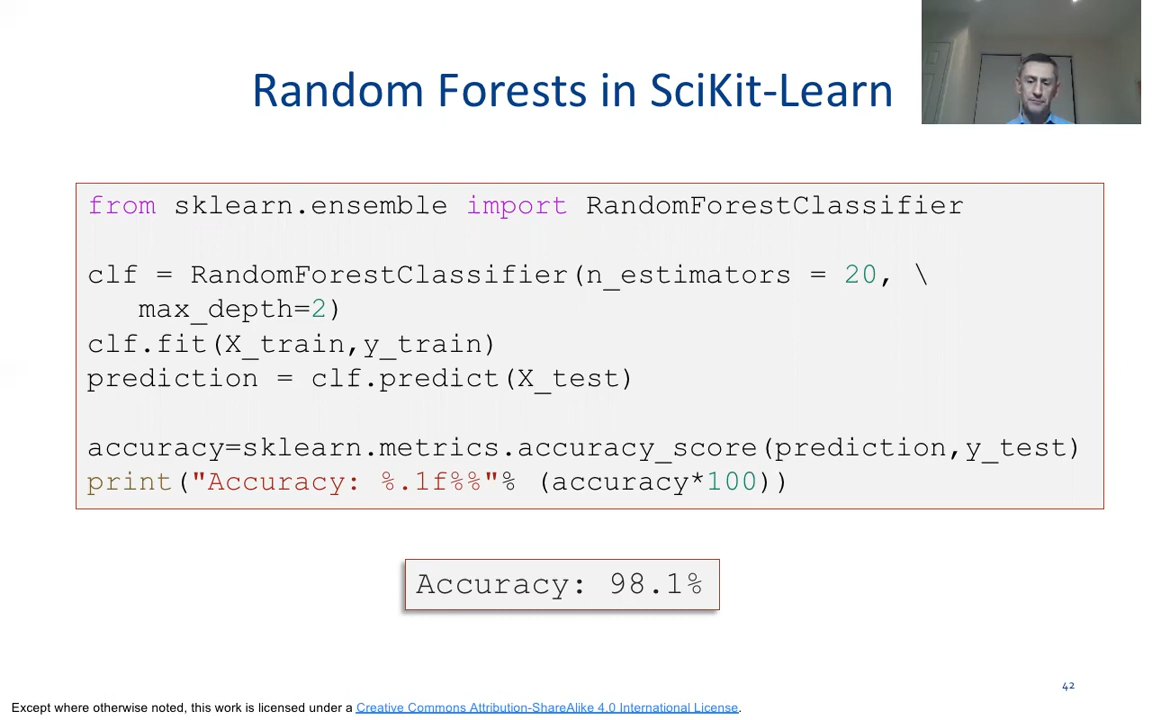 Random Forests in SciKit-Learn
from sklearn.ensemble import RandomForestClassifier
clf = RandomForestClassifier(n_estimators = 20, \
max_depth=2)
clf.fit(X_train,y_train)
prediction = clf.predict(X_test)
accuracy=sklearn.metrics.accuracy_score(prediction,y_test)
print("Accuracy: %.1f%%"% (accuracy*100))
Accuracy: 98.1%
42
Except where otherwise noted, this work is licensed under a Creative Commons Attribution-ShareAlike 4.0 International License.